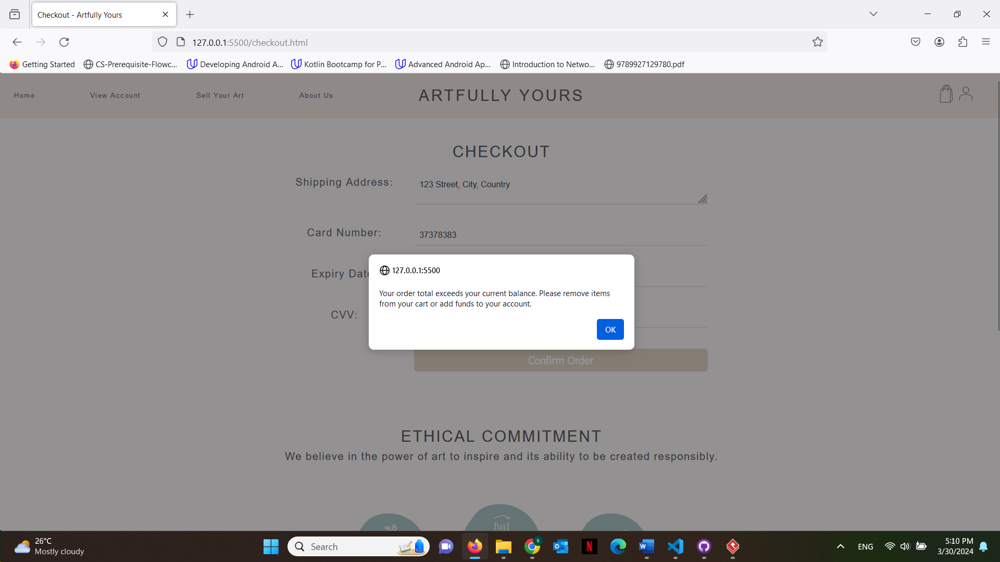 Checkout - Artfully Yours
127.0.0.1:5500/checkout.html
Getting Started
CS-Prerequisite-Flowc...
Developing Android A...
Kotlin Bootcamp for P...
Advanced Android Ap...
Introduction to Netwo...
9789927129780.pdf
Home
View Account
Sell Your Art
About Us
ARTFULLY YOURS
CHECKOUT
Shipping Address:
123 Street, City, Country
Card Number:
37378383
Expiry Dat
127.0.0.1:5500
Your order total exceeds your current balance. Please remove items
from your cart or add funds to your account.
CVV:
OK
Confirm Order
ETHICAL COMMITMENT
We believe in the power of art to inspire and its ability to be created responsibly.
26°C
Mostly cloudy
Search
ENG
5:10 PM
3/30/2024